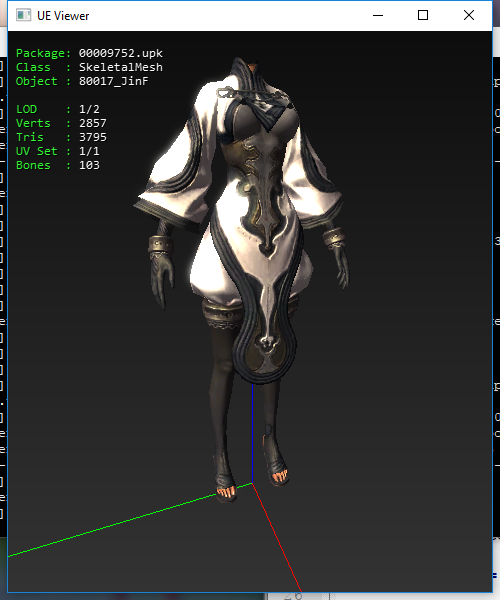 UE Viewer
Package: 00009752.upk
Class : SkeletalMesh
Object : 80017_JinF
LOD : 1/2
Verts : 2857
Tris : 3795
UV Set : 1/1
Bones : 103